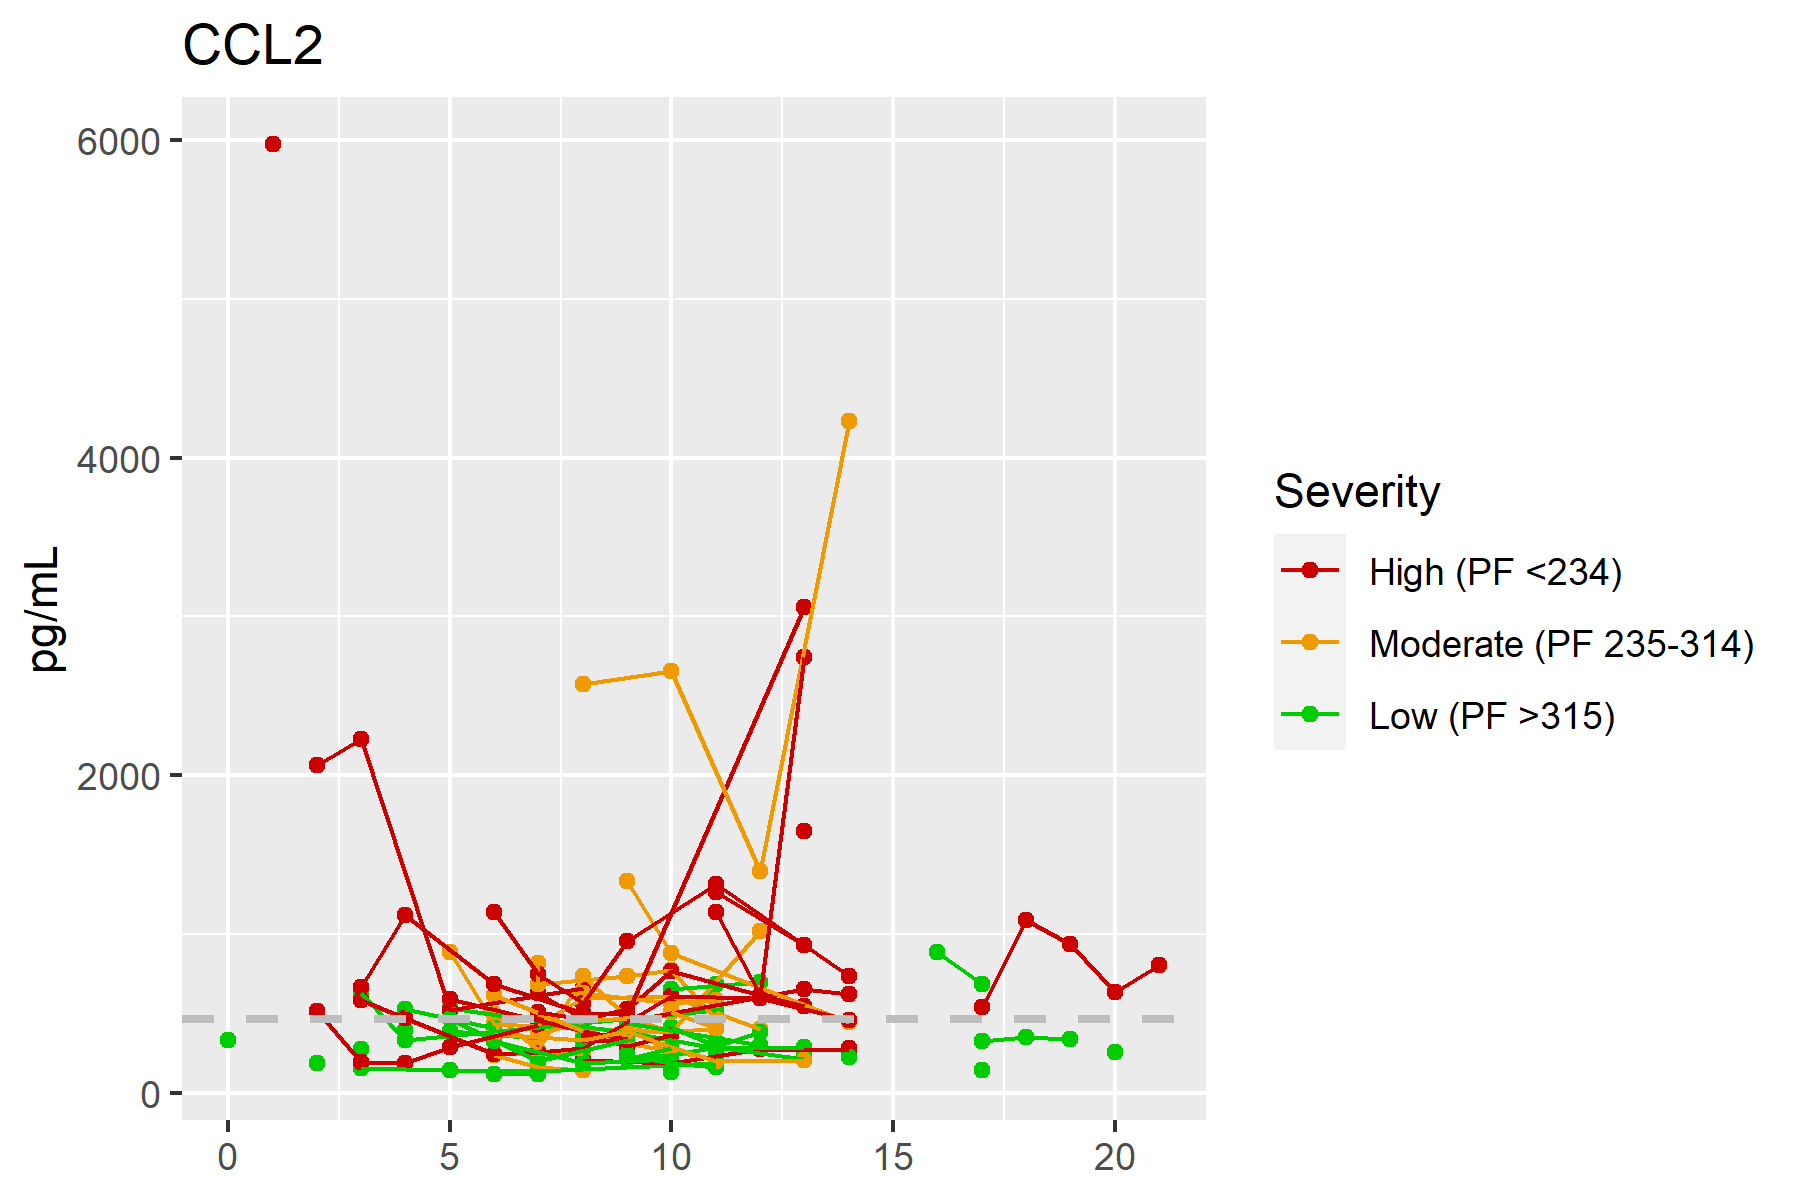 CCL2
6000
4000
2000
0
pg/mL
0 5 10 15 20
Severity
High (PF <234)
Moderate (PF 235-314)
Low (PF >315)